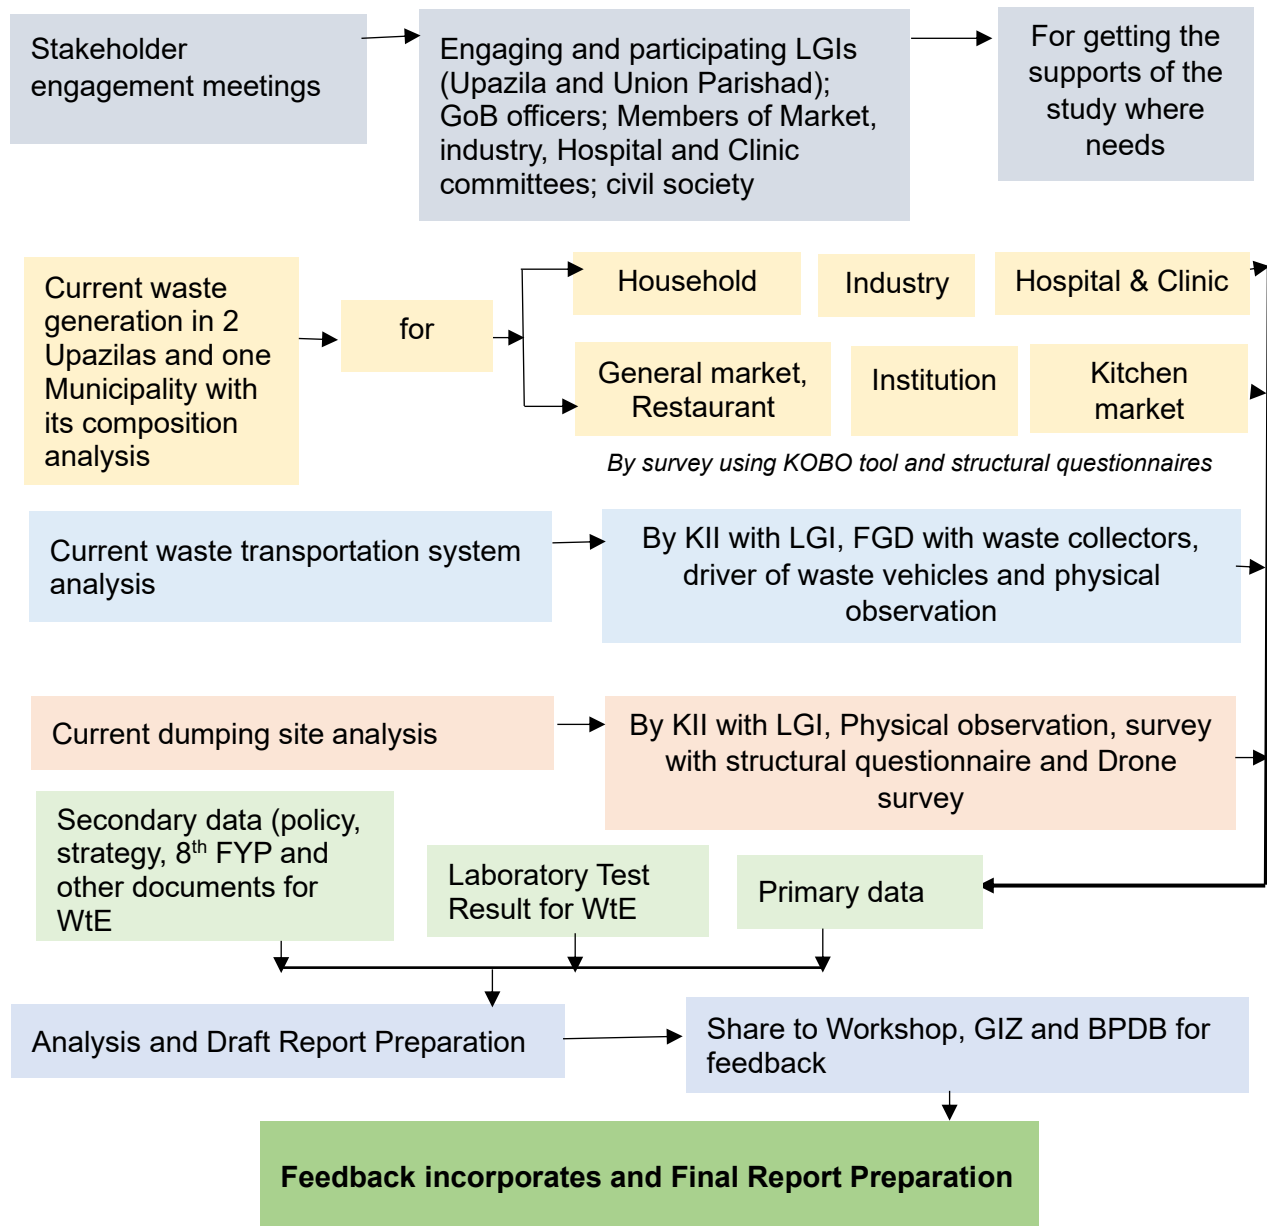 Stakeholder
engagement meetings
Engaging and participating LGIs
(Upazila and Union Parishad);
GoB officers; Members of Market,
industry, Hospital and Clinic
committees; civil society
For getting the
supports of the
study where
needs
Current waste
generation in 2
Upazilas and one
Municipality with
its composition
analysis
for
Household
Industry
Hospital & Clinic
General market,
Restaurant
Institution
Kitchen
market
By survey using KOBO tool and structural questionnaires
Current waste transportation system
analysis
By KII with LGI, FGD with waste collectors,
driver of waste vehicles and physical
observation
Current dumping site analysis
By KII with LGI, Physical observation, survey
with structural questionnaire and Drone
survey
Secondary data (policy,
strategy, 8th FYP and
other documents for
WtE
Laboratory Test
Result for WtE
Primary data
Analysis and Draft Report Preparation
Share to Workshop, GIZ and BPDB for
feedback
Feedback incorporates and Final Report Preparation